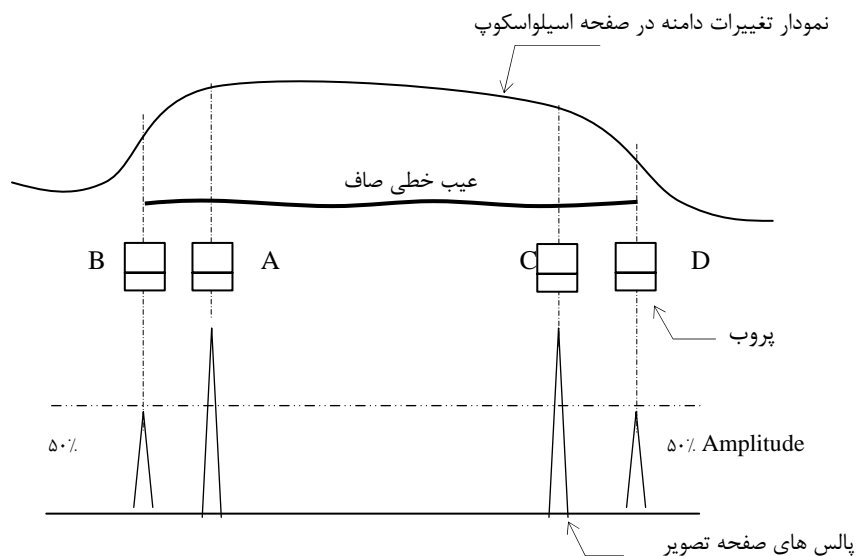 نمودار تغییرات دامنه در صفحه اسیلواسکوپ
عیب خطی صاف
B
A
C
D
پروب
۵۰٪
۵۰٪ Amplitude
پالس های صفحه تصویر